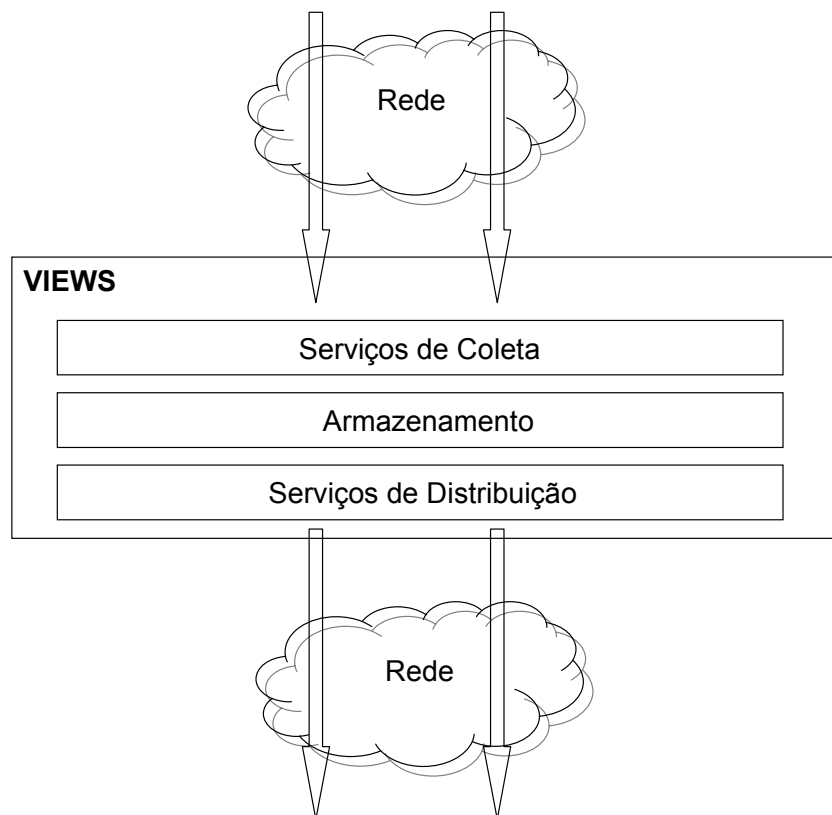 Rede
VIEWS
Serviços de Coleta
Armazenamento
Serviços de Distribuição
Rede